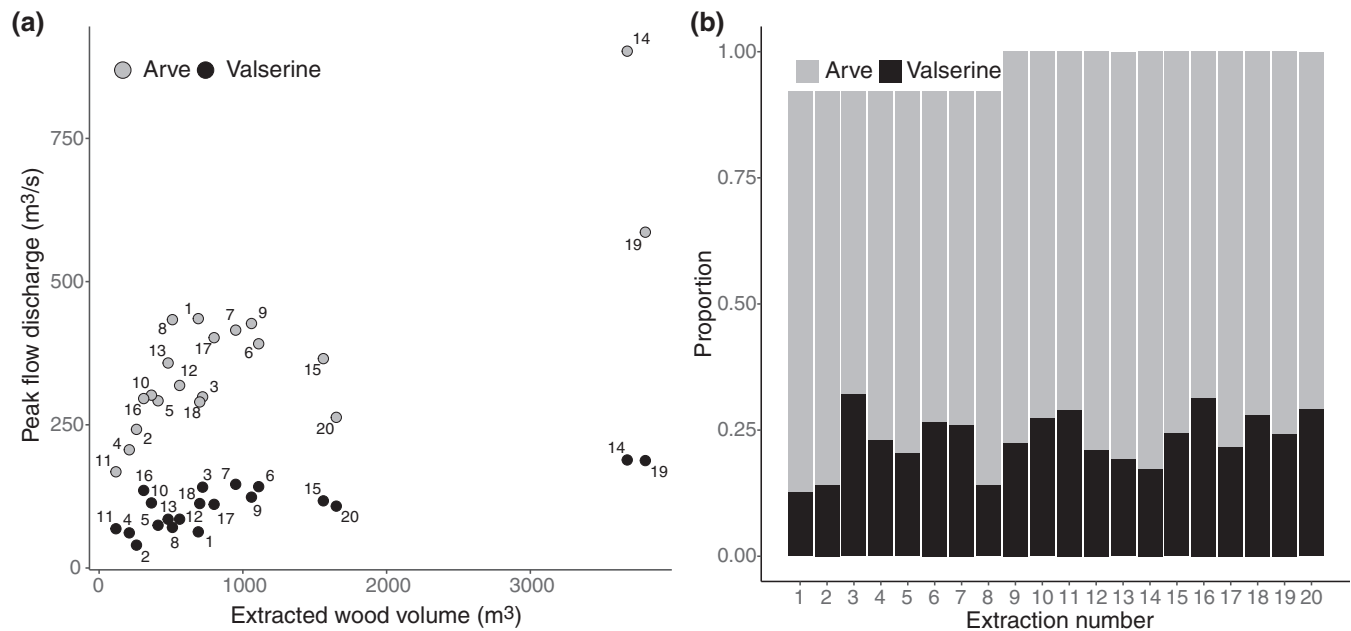 (a)
Arve Valserine
Peak flow discharge (m³/s)
750
500
250
0
0 1000 2000 3000
Extracted wood volume (m³)
14
19
8 1 7 9
17 6
13 12 15
10 3
16 5 18 20
2
4
11
14 19
16 3 7 6
10 18 15
11 4 5 13 12 17 9 20
8 1
2
(b)
Arve Valserine
Proportion
1.00
0.75
0.50
0.25
0.00
1 2 3 4 5 6 7 8 9 10 11 12 13 14 15 16 17 18 19 20
Extraction number